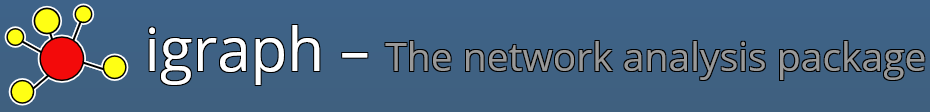 igraph – The network analysis package